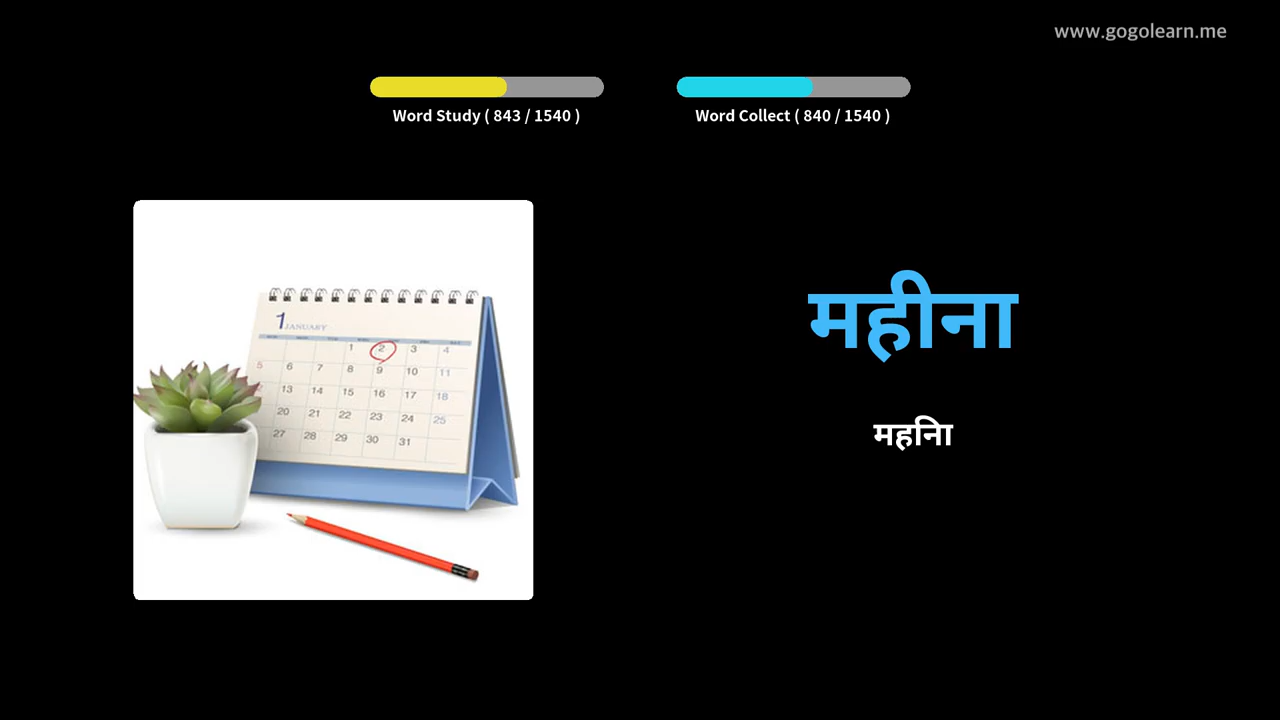 www.gogolearn.me
Word Study ( 843 / 1540 )
Word Collect ( 840 / 1540 )
1 JANUARY
1 2 3 4
5 6 7 8 9 10 11
13 14 15 16 17 18
20 21 22 23 24 25
27 28 29 30 31
महीना
महिना